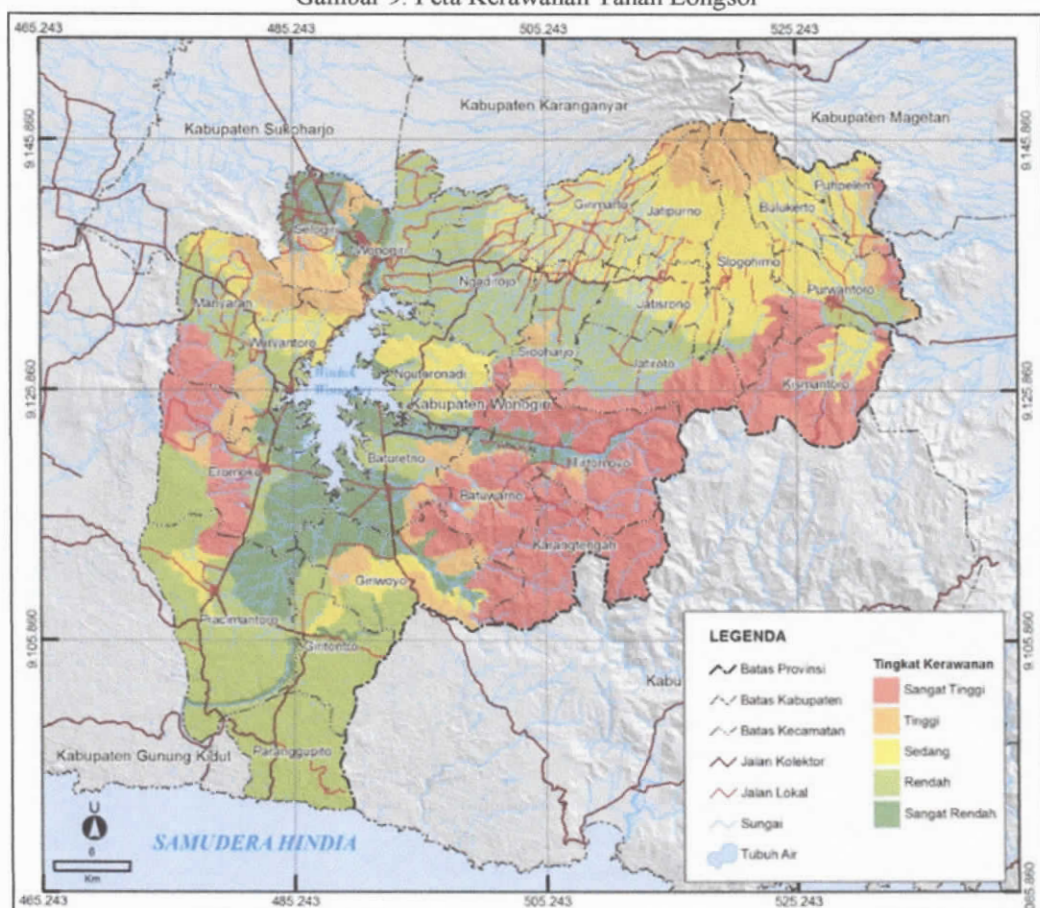 Gambar 9. Peta Kerawanan Tanah Longsor
465.243 485.243 505.243 525.243
Kabupaten Karanganyar
Kabupaten Magetan
Kabupaten Sukoharjo
9.145.860 9.145.860
Puhpelem
Girimarto
Jatipurno
Bulukerto
Selogiri
Wonogiri
Slogohimo
Ngadirojo
Purwantoro
Manyaran
Jatisrono
Wuryantoro
Sidoharjo
Jatiroto
Nguntoronadi
Kismantoro
9.125.860 9.125.860
Kabupaten Wonogiri
Baturetno
Tirtomoyo
Eromoko
Batuwarno
Karangtengah
Giriwoyo
Pracimantoro
9.105.860 9.105.860
Giritontro
Kabu
Paranggupito
Kabupaten Gunung Kidul
SAMUDERA HINDIA
U
6
Km
LEGENDA
Batas Provinsi
Batas Kabupaten
Batas Kecamatan
Jalan Kolektor
Jalan Lokal
Sungai
Tubuh Air
Tingkat Kerawanan
Sangat Tinggi
Tinggi
Sedang
Rendah
Sangat Rendah
065.860
465.243 485.243 505.243 525.243